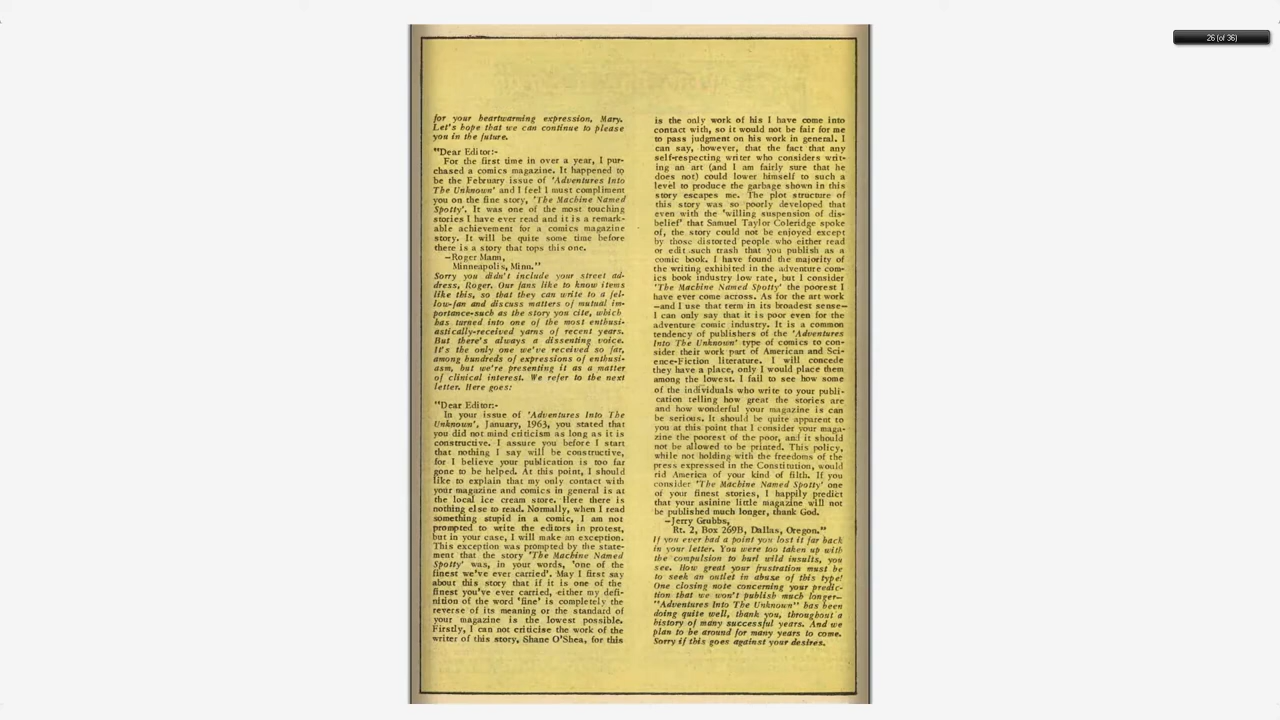 26 (of 36)
for your heartwarming expression, Mary.
Let's hope that we can continue to please
you in the future.
"Dear Editor:-
For the first time in over a year, I pur-
chased a comics magazine. It happened to
be the February issue of 'Adventures Into
The Unknown' and I feel I must compliment
you on the fine story, 'The Machine Named
Spotty'. It was one of the most touching
stories I have ever read and it is a remark-
able achievement for a comics magazine
story. It will be quite some time before
there is a story that tops this one.
—Roger Mann,
Minneapolis, Minn."
Sorry you didn't include your street ad-
dress, Roger. Our fans like to know items
like this, so that they can write to a fel-
low-fan and discuss matters of mutual im-
portance-such as the story you cite, which
has turned into one of the most enthusi-
astically-received yarns of recent years.
But there's always a dissenting voice.
It's the only one we've received so far,
among hundreds of expressions of enthusi-
asm, but we're presenting it as a matter
of clinical interest. We refer to the next
letter. Here goes:
"Dear Editor:-
In your issue of 'Adventures Into The
Unknown', January, 1963, you stated that
you did not mind criticism as long as it is
constructive. I assure you before I start
that nothing I say will be constructive,
for I believe your publication is too far
gone to be helped. At this point, I should
like to explain that my only contact with
your magazine and comics in general is at
the local ice cream store. Here there is
nothing else to read. Normally, when I read
something stupid in a comic, I am not
prompted to write the editors in protest,
but in your case, I will make an exception.
This exception was prompted by the state-
ment that the story 'The Machine Named
Spotty' was, in your words, 'one of the
finest we've ever carried'. May I first say
about this story that if it is one of the
finest you've ever carried, either my defi-
nition of the word 'fine' is completely the
reverse of its meaning or the standard of
your magazine is the lowest possible.
Firstly, I can not criticise the work of the
writer of this story, Shane O'Shea, for this
is the only work of his I have come into
contact with, so it would not be fair for me
to pass judgment on his work in general. I
can say, however, that the fact that any
self-respecting writer who considers writ-
ing an art (and I am fairly sure that he
does not) could lower himself to such a
level to produce the garbage shown in this
story escapes me. The plot structure of
this story was so poorly developed that
even with the 'willing suspension of dis-
belief' that Samuel Taylor Coleridge spoke
of, the story could not be enjoyed except
by those distorted people who either read
or edit such trash that you publish as a
comic book. I have found the majority of
the writing exhibited in the adventure com-
ics book industry low rate, but I consider
'The Machine Named Spotty' the poorest I
have ever come across. As for the art work
—and I use that term in its broadest sense—
I can only say that it is poor even for the
adventure comic industry. It is a common
tendency of publishers of the 'Adventures
Into The Unknown' type of comics to con-
sider their work part of American and Sci-
ence-Fiction literature. I will concede
they have a place, only I would place them
among the lowest. I fail to see how some
of the individuals who write to your publi-
cation telling how great the stories are
and how wonderful your magazine is can
be serious. It should be quite apparent to
you at this point that I consider your maga-
zine the poorest of the poor, and it should
not be allowed to be printed. This policy,
while not holding with the freedoms of the
press expressed in the Constitution, would
rid America of your kind of filth. If you
consider 'The Machine Named Spotty' one
of your finest stories, I happily predict
that your asinine little magazine will not
be published much longer, thank God.
—Jerry Grubbs,
Rt. 2, Box 269B, Dallas, Oregon."
If you ever had a point you lost it far back
in your letter. You were too taken up with
the compulsion to hurl wild insults, you
see. How great your frustration must be
to seek an outlet in abuse of this type!
One closing note concerning your predic-
tion that we won't publish much longer—
"Adventures Into The Unknown" has been
doing quite well, thank you, throughout a
history of many successful years. And we
plan to be around for many years to come.
Sorry if this goes against your desires.